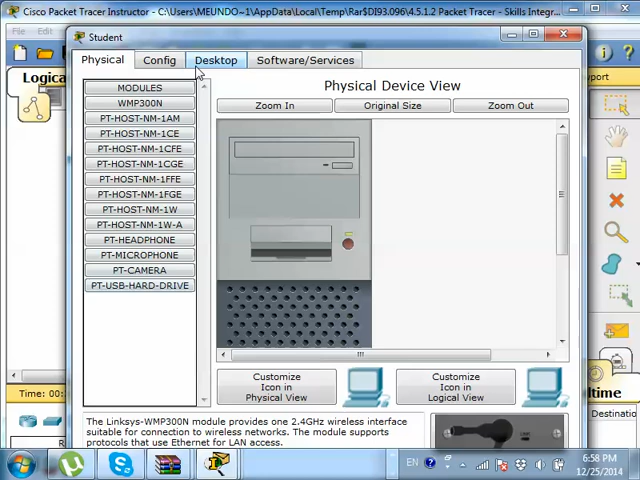 Cisco Packet Tracer Instructor - C:\Users\MEUNDO~1\AppData\Local\Temp\Rar$DI93.096\4.5.1.2 Packet Tracer - Skills Integr...
File
Student
Physical
Config
Desktop
Software/Services
Logical
MODULES
WMP300N
PT-HOST-NM-1AM
PT-HOST-NM-1CE
PT-HOST-NM-1CFE
PT-HOST-NM-1CGE
PT-HOST-NM-1FFE
PT-HOST-NM-1FGE
PT-HOST-NM-1W
PT-HOST-NM-1W-A
PT-HEADPHONE
PT-MICROPHONE
PT-CAMERA
PT-USB-HARD-DRIVE
Physical Device View
Zoom In
Original Size
Zoom Out
Customize
Icon in
Physical View
Customize
Icon in
Logical View
The Linksys-WMP300N module provides one 2.4GHz wireless interface
suitable for connection to wireless networks. The module supports
protocols that use Ethernet for LAN access.
Time: 00:
EN
6:58 PM
12/25/2014